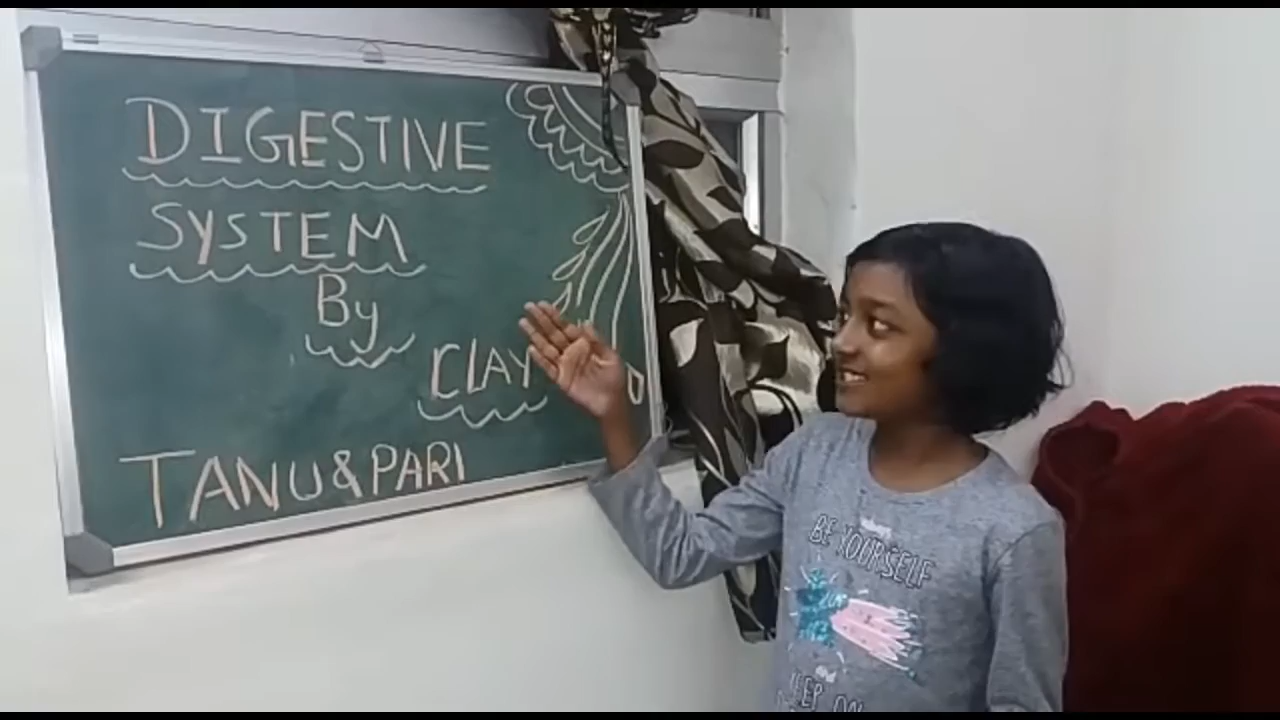 DIGESTIVE
SYSTEM
By
CLAY
TANU & PARI
BE YOURSELF